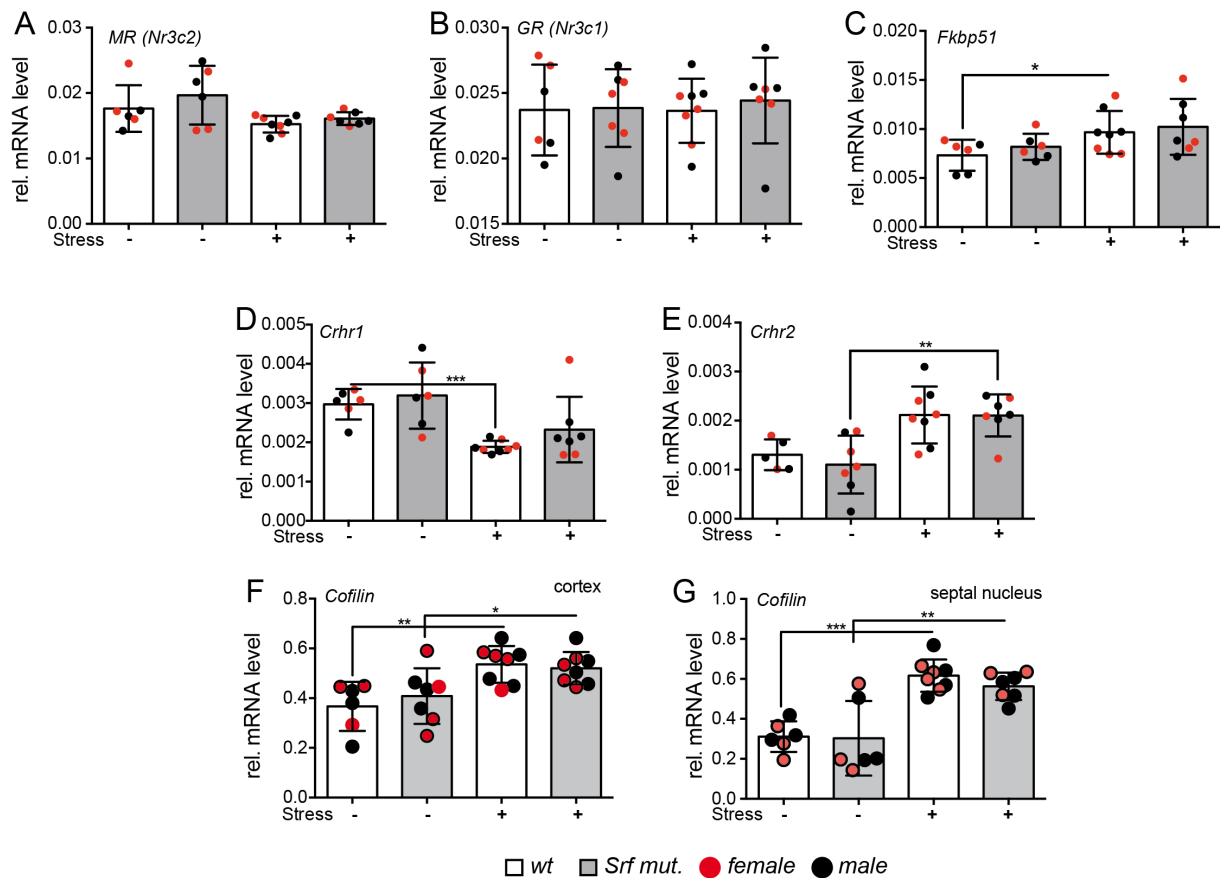 A
MR (Nr3c2)
rel. mRNA level
0.03
0.02
0.01
0.00
Stress - - + +
B
GR (Nr3c1)
rel. mRNA level
0.030
0.025
0.020
0.015
Stress - - + +
C
Fkbp51
rel. mRNA level
0.020
0.015
0.010
0.005
0.000
*
Stress - - + +
D
Crhr1
rel. mRNA level
0.005
0.004
0.003
0.002
0.001
0.000
***
Stress - - + +
E
Crhr2
rel. mRNA level
0.004
0.003
0.002
0.001
0.000
**
Stress - - + +
F
Cofilin
cortex
rel. mRNA level
0.8
0.6
0.4
0.2
0.0
**
*
Stress - - + +
G
Cofilin
septal nucleus
rel. mRNA level
1.0
0.8
0.6
0.4
0.2
0.0
***
**
Stress - - + +
wt Srf mut. female male